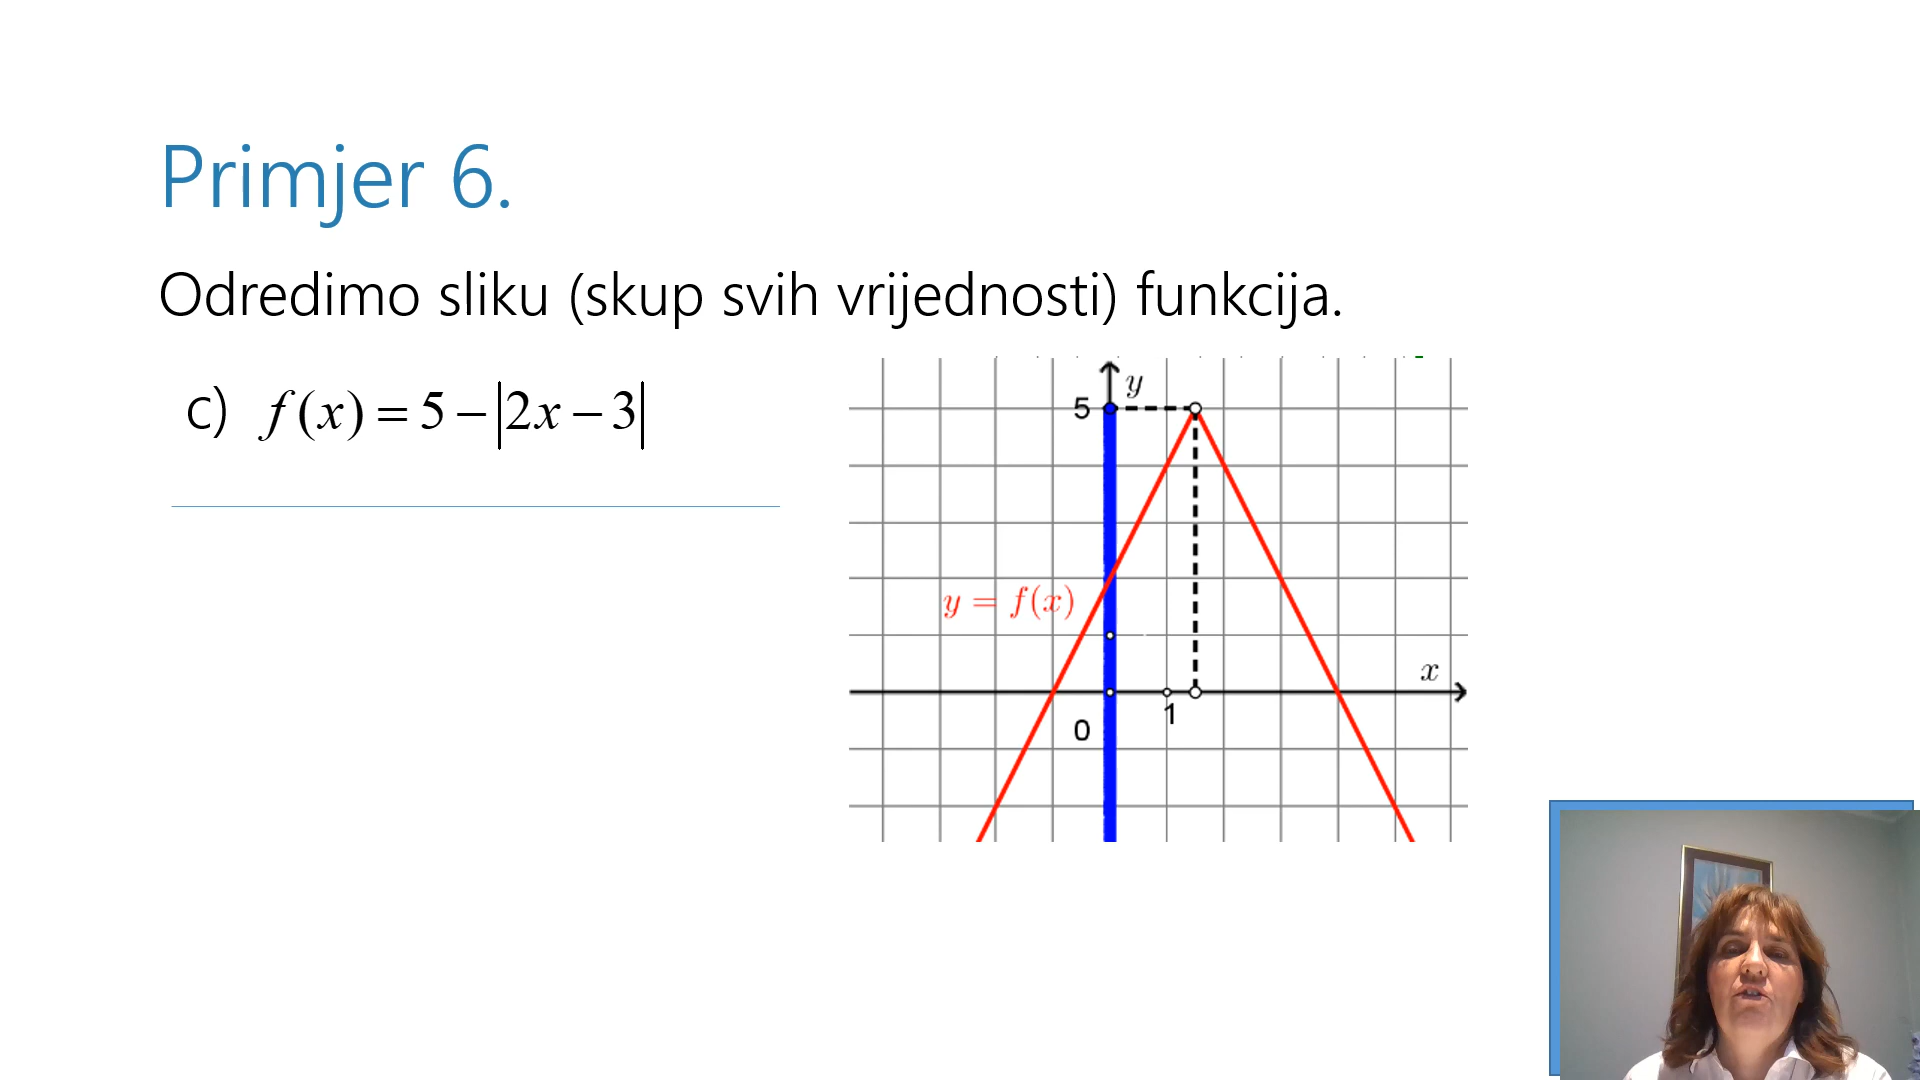 Primjer 6.
Odredimo sliku (skup svih vrijednosti) funkcija.
c) f(x) = 5 − |2x − 3|
y
5
y = f(x)
x
1
0